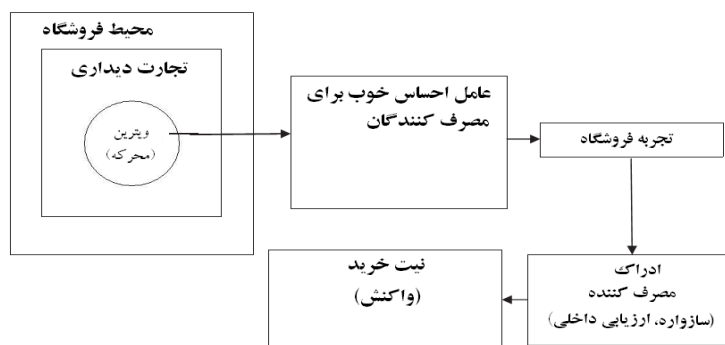 محیط فروشگاه
تجارت دیداری
ویترین
(محرکه)
عامل احساس خوب برای
مصرف کنندگان
تجربه فروشگاه
ادراک
مصرف کننده
(سازواره، ارزیابی داخلی)
نیت خرید
(واکنش)